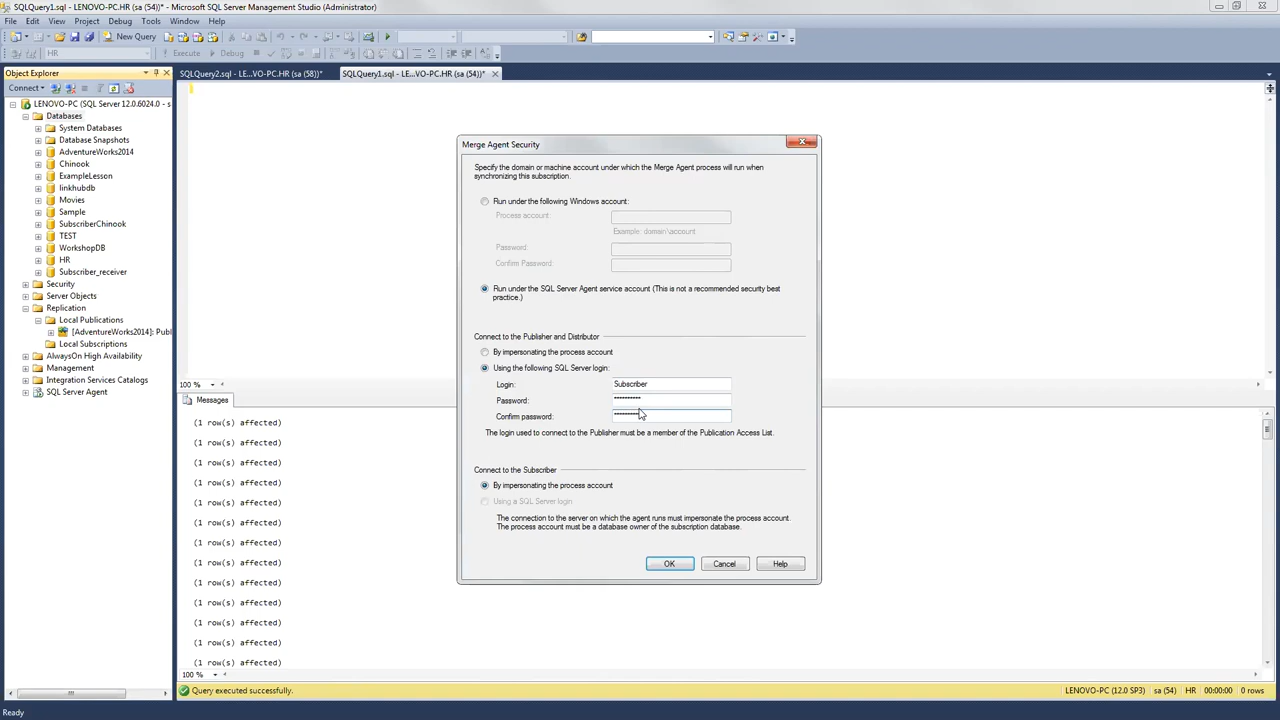 SQLQuery1.sql - LENOVO-PC.HR (sa (54))* - Microsoft SQL Server Management Studio (Administrator)
File Edit View Project Debug Tools Window Help
New Query
HR Execute Debug
Object Explorer
SQLQuery2.sql - LE...VO-PC.HR (sa (58))*
SQLQuery1.sql - LE...VO-PC.HR (sa (54))*
Connect
LENOVO-PC (SQL Server 12.0.6024.0 - s
Databases
System Databases
Database Snapshots
AdventureWorks2014
Chinook
ExampleLesson
linkhubdb
Movies
Sample
SubscriberChinook
TEST
WorkshopDB
HR
Subscriber_receiver
Security
Server Objects
Replication
Local Publications
[AdventureWorks2014]: Publ
Local Subscriptions
AlwaysOn High Availability
Management
Integration Services Catalogs
SQL Server Agent
Merge Agent Security
Specify the domain or machine account under which the Merge Agent process will run when
synchronizing this subscription.
Run under the following Windows account:
Process account:
Example: domain\account
Password:
Confirm Password:
Run under the SQL Server Agent service account (This is not a recommended security best
practice.)
Connect to the Publisher and Distributor
By impersonating the process account
Using the following SQL Server login:
Login: Subscriber
Password: **********
Confirm password:
The login used to connect to the Publisher must be a member of the Publication Access List.
Connect to the Subscriber
By impersonating the process account
Using a SQL Server login
The connection to the server on which the agent runs must impersonate the process account.
The process account must be a database owner of the subscription database.
OK Cancel Help
100 %
Messages
(1 row(s) affected)
(1 row(s) affected)
(1 row(s) affected)
(1 row(s) affected)
(1 row(s) affected)
(1 row(s) affected)
(1 row(s) affected)
(1 row(s) affected)
(1 row(s) affected)
(1 row(s) affected)
(1 row(s) affected)
(1 row(s) affected)
(1 row(s) affected)
100 %
Query executed successfully.
LENOVO-PC (12.0 SP3) sa (54) HR 00:00:00 0 rows
Ready